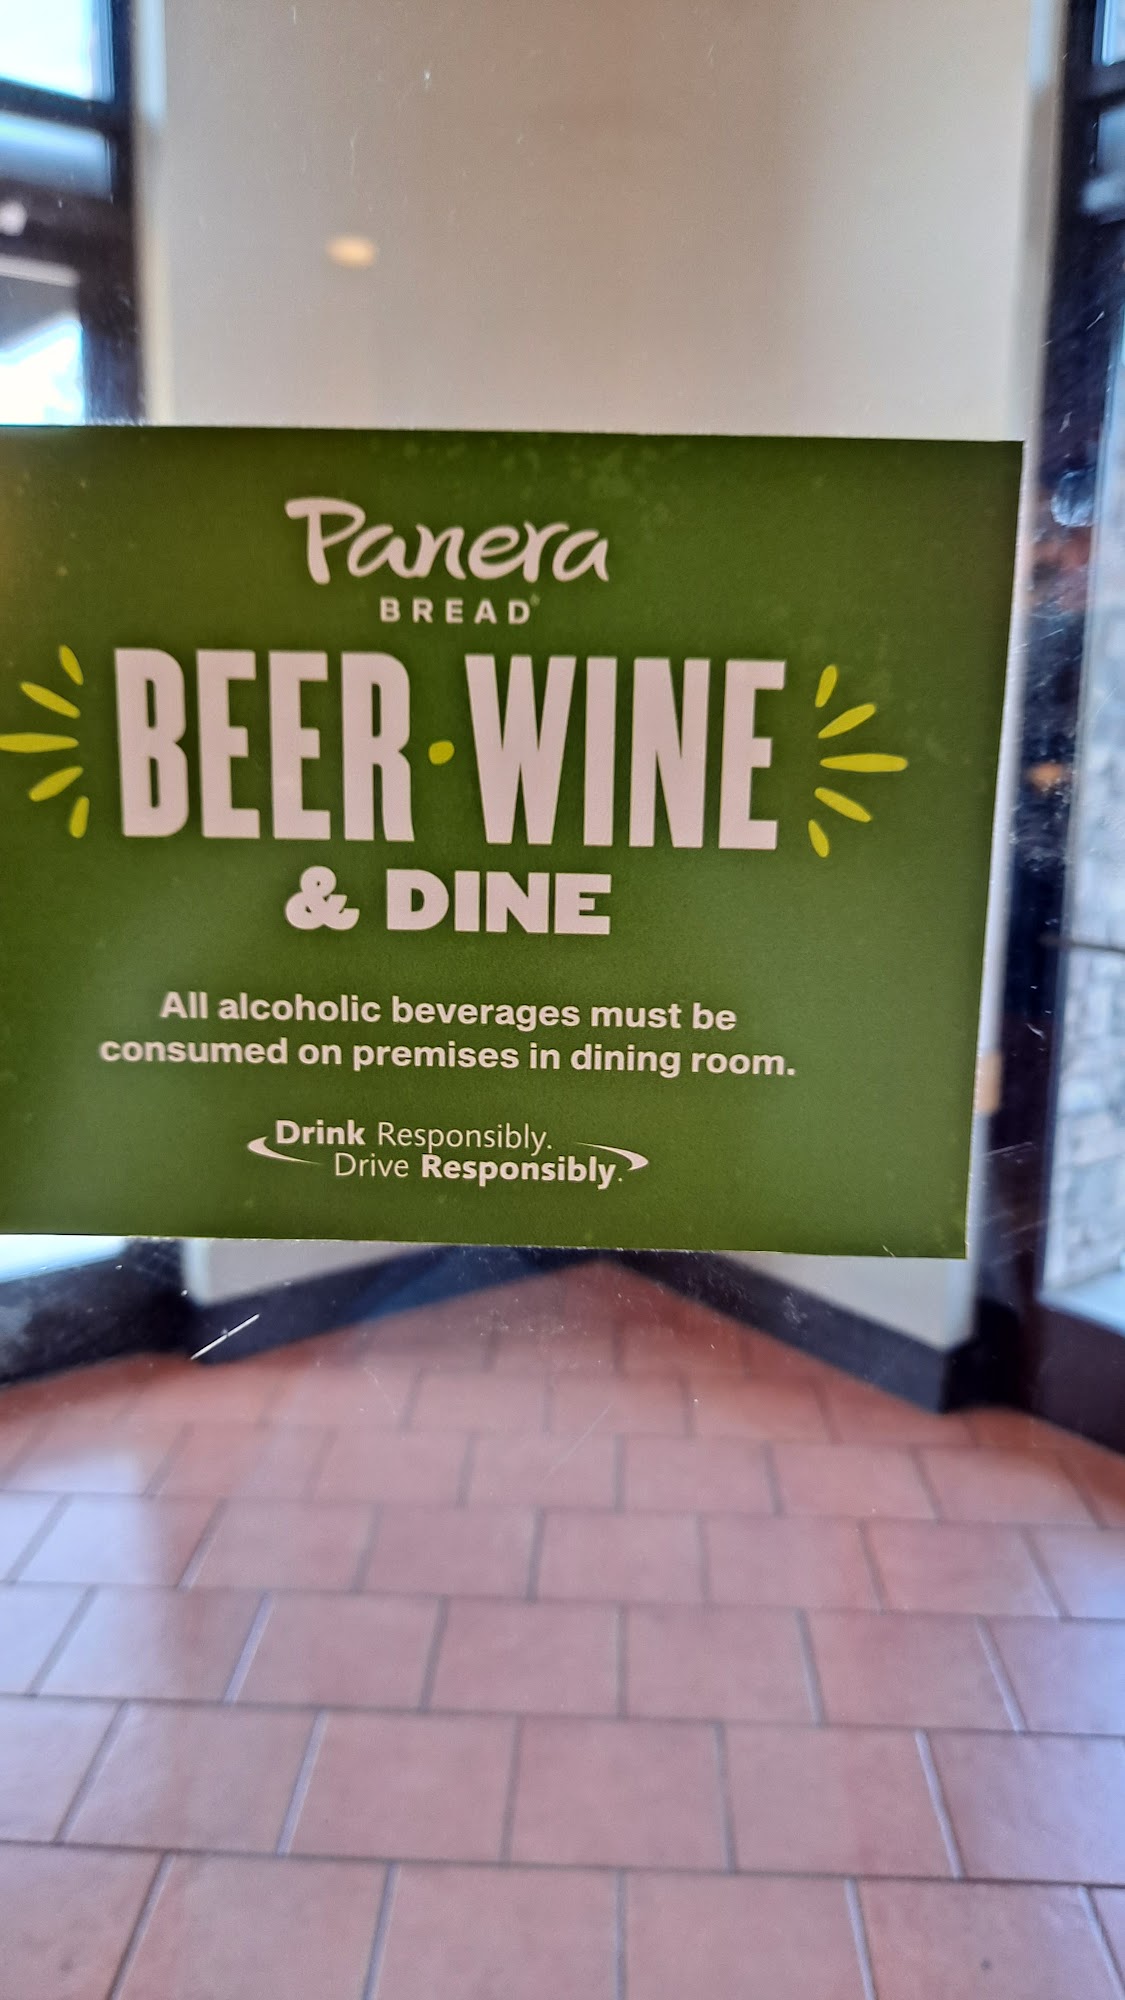 Panera
BREAD®
BEER·WINE
& DINE
All alcoholic beverages must be
consumed on premises in dining room.
Drink Responsibly.
Drive Responsibly.